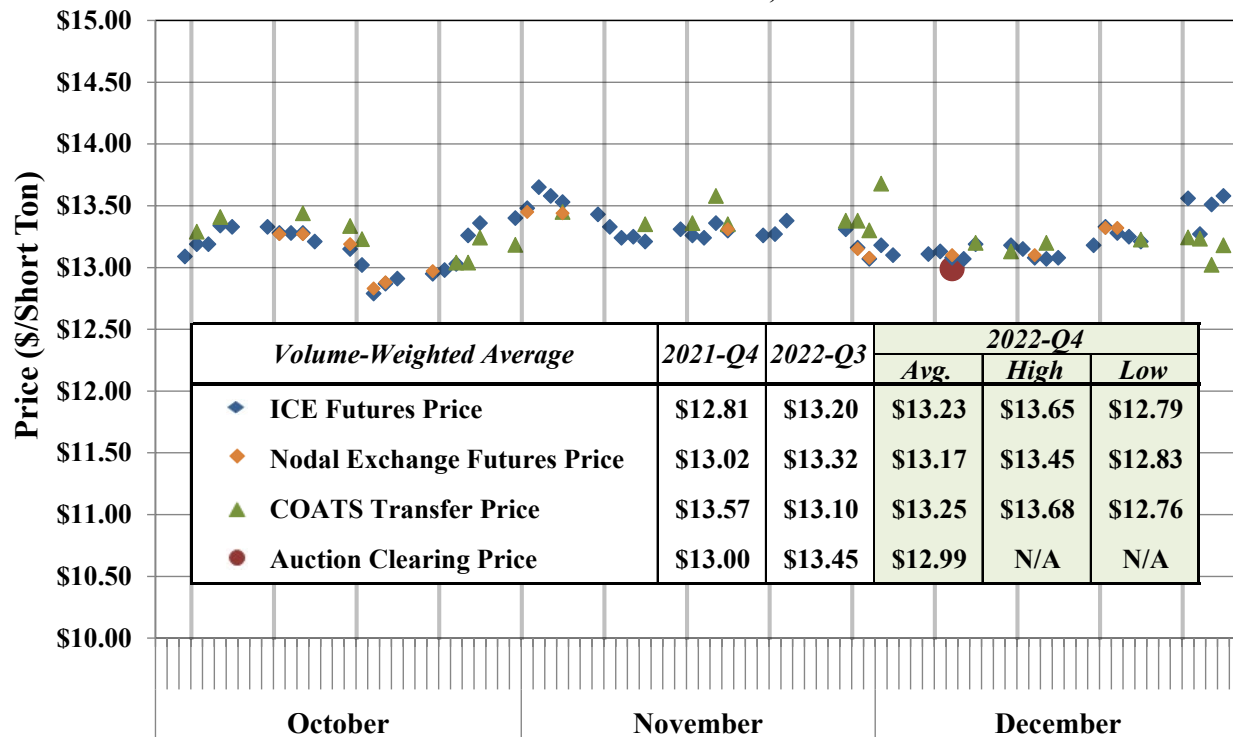 $15.00
$14.50
$14.00
$13.50
$13.00
$12.50
$12.00
$11.50
$11.00
$10.50
$10.00
Price ($/Short Ton)
Volume-Weighted Average 2021-Q4 2022-Q3 2022-Q4
Avg. High Low
ICE Futures Price $12.81 $13.20 $13.23 $13.65 $12.79
Nodal Exchange Futures Price $13.02 $13.32 $13.17 $13.45 $12.83
COATS Transfer Price $13.57 $13.10 $13.25 $13.68 $12.76
Auction Clearing Price $13.00 $13.45 $12.99 N/A N/A
October November December